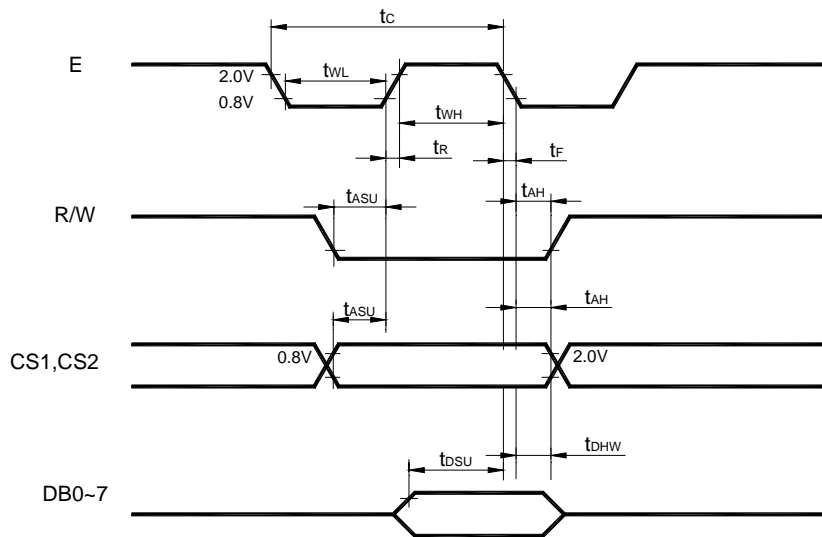 tC
E
2.0V
tWL
0.8V
tWH
tR
tF
tASU
tAH
R/W
tASU
tAH
0.8V
2.0V
CS1,CS2
tDSU
tDHW
DB0~7